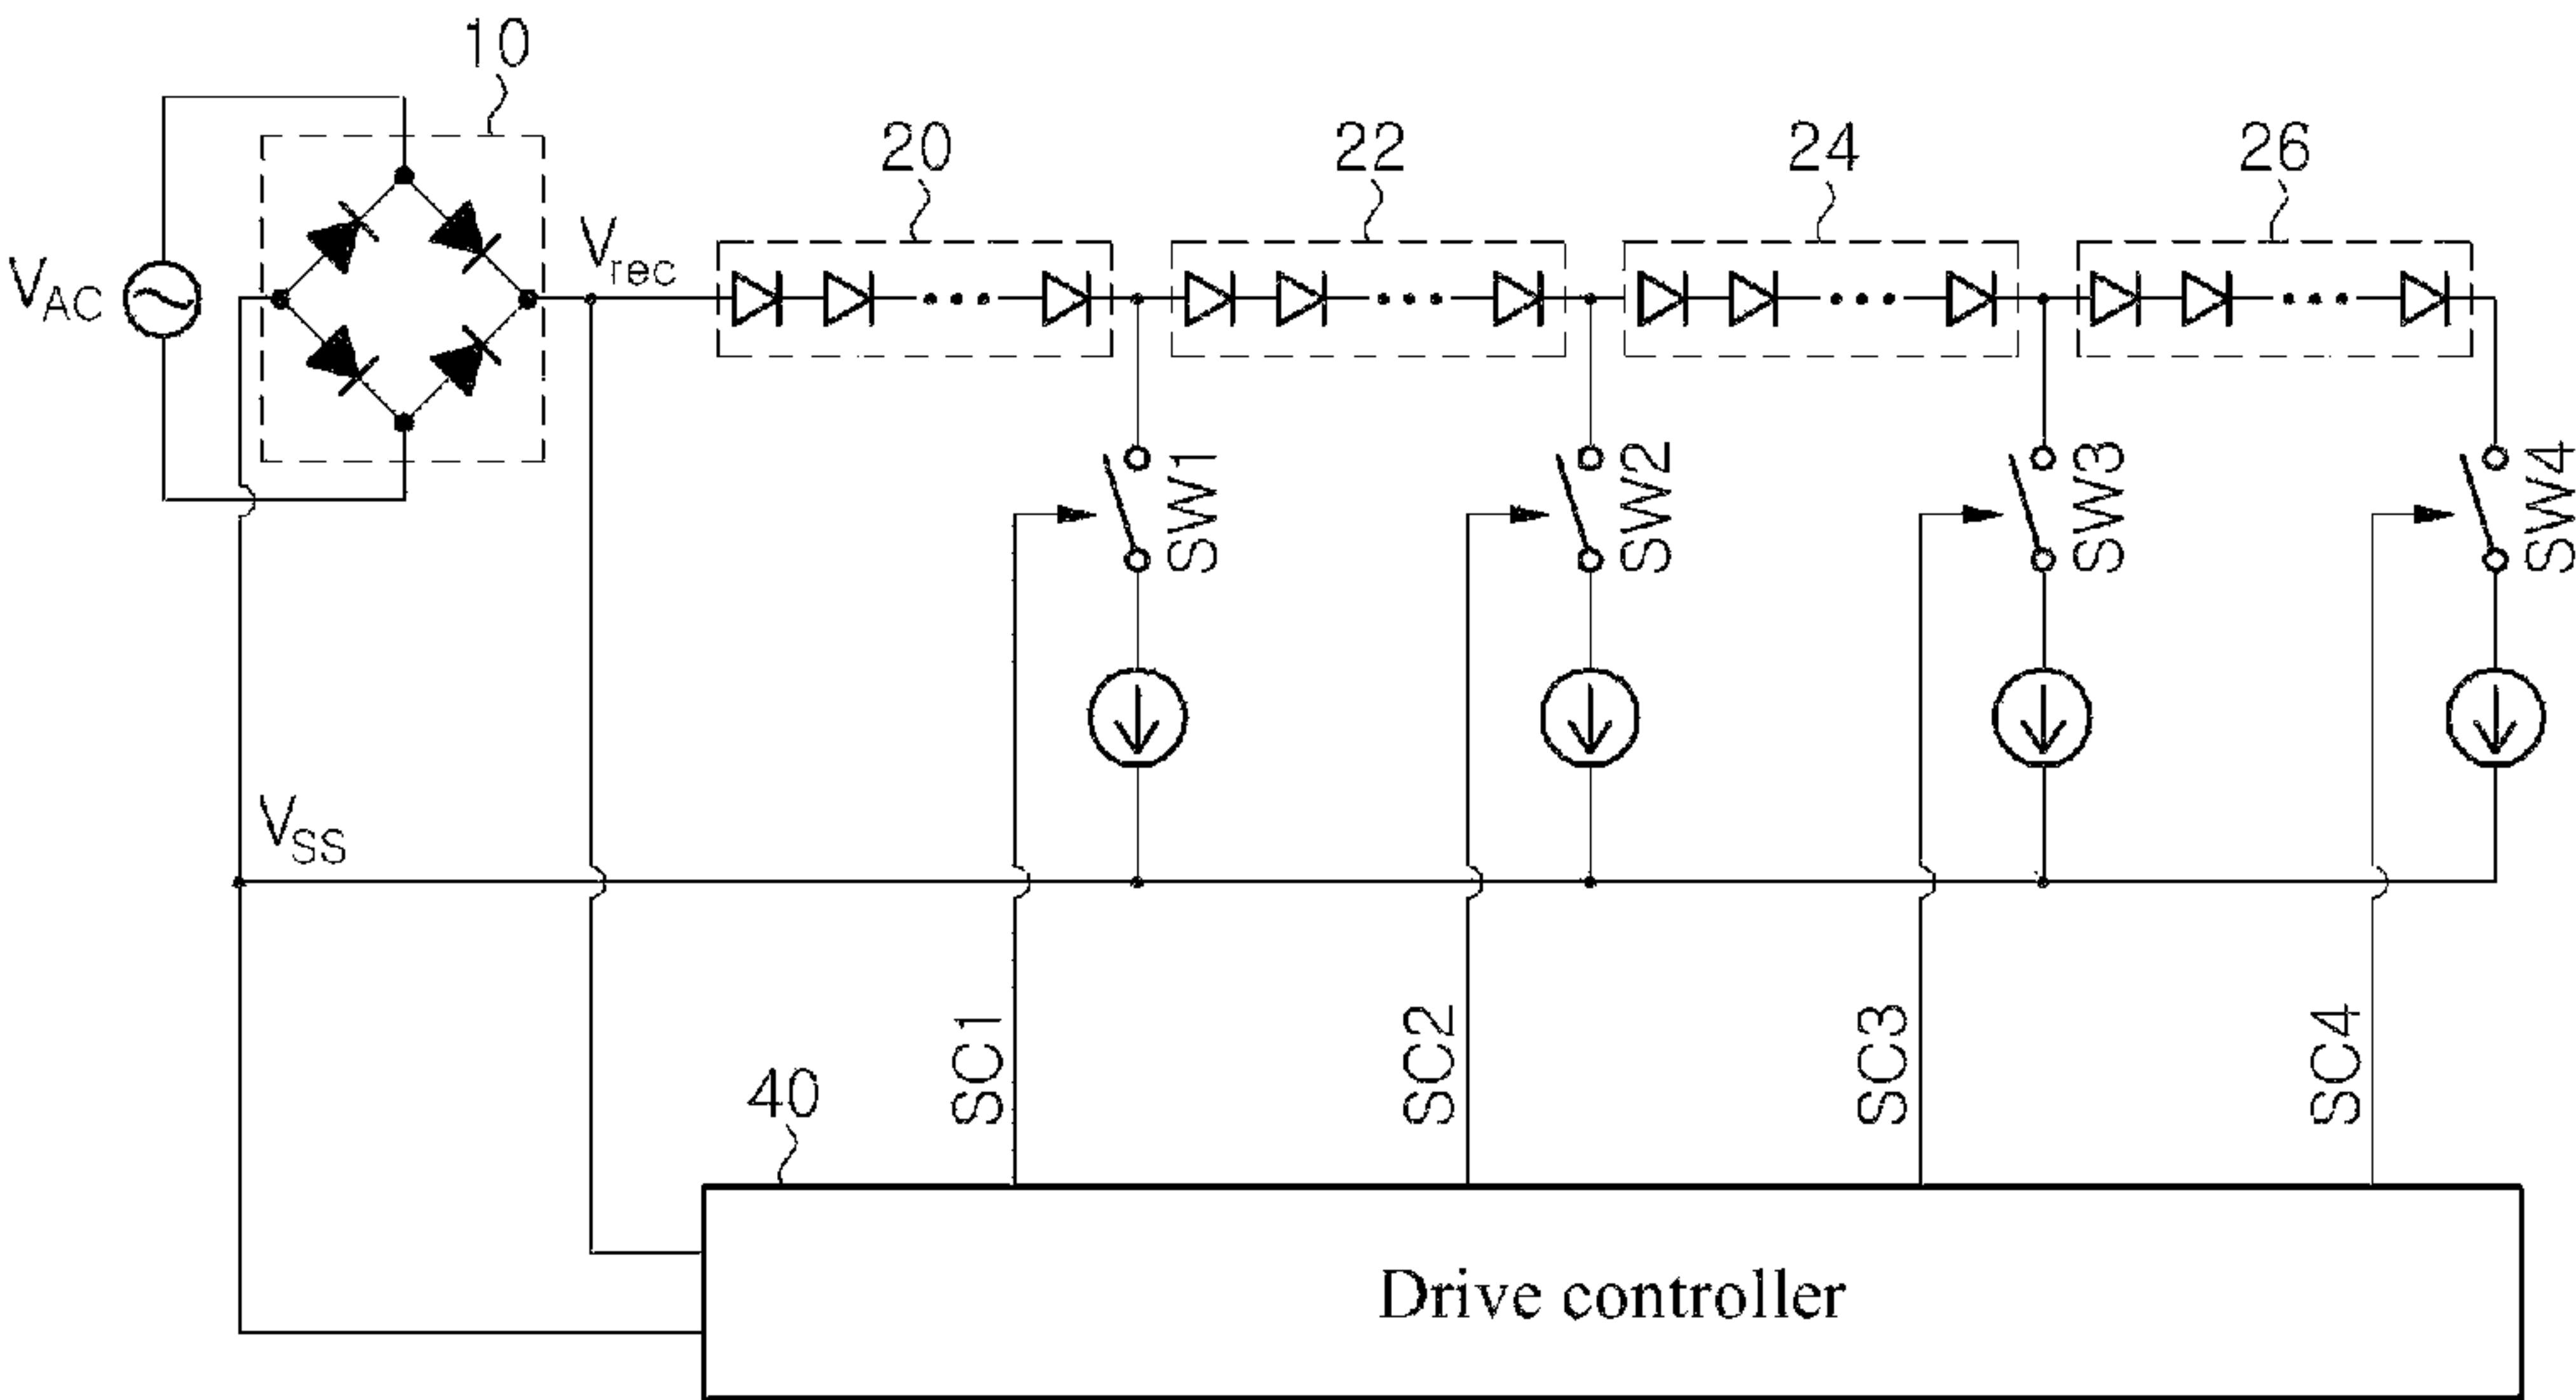 10
20
22
24
26
VAC
Vrec
SW1
SW2
SW3
SW4
VSS
SC1
SC2
SC3
SC4
40
Drive controller